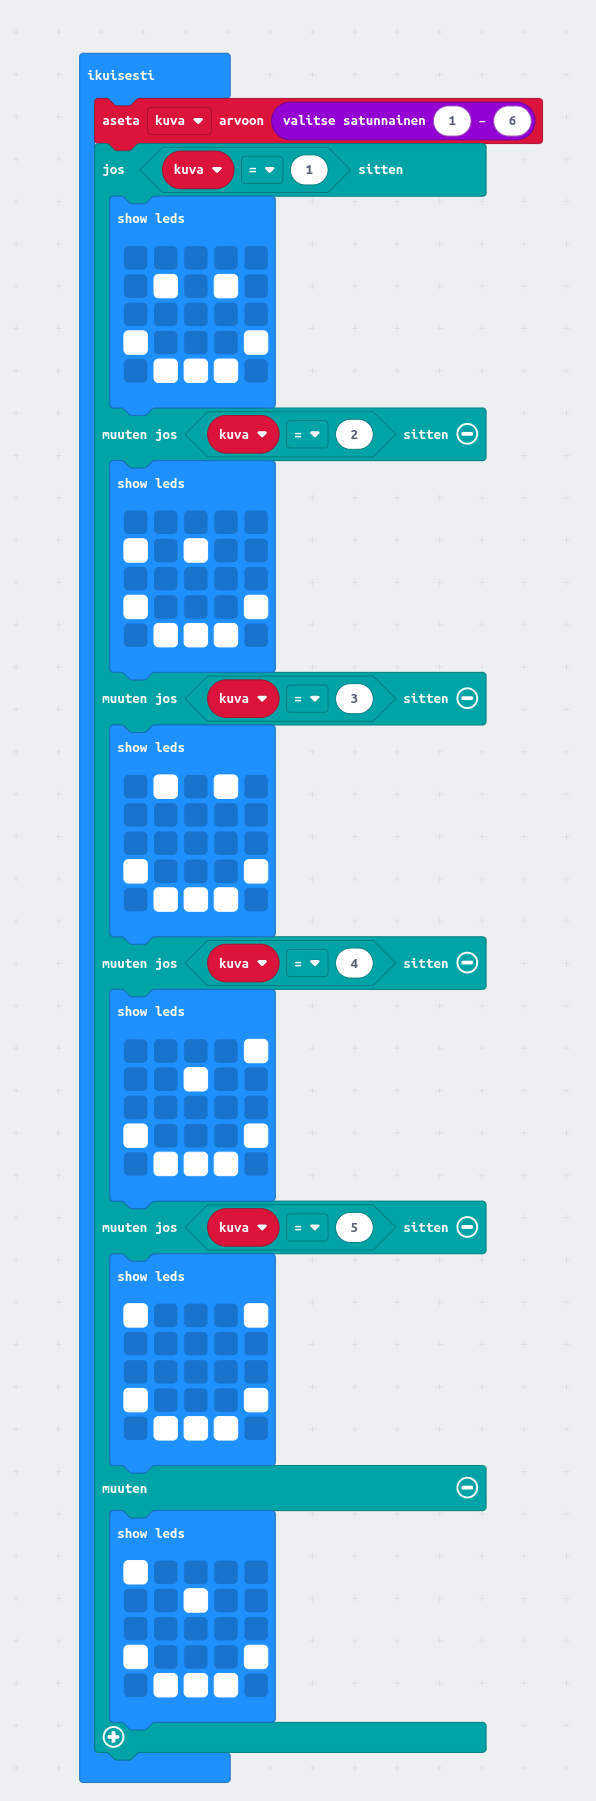 ikuisesti
aseta kuva arvoon valitse satunnainen 1 – 6
jos kuva = 1 sitten
show leds
muuten jos kuva = 2 sitten
show leds
muuten jos kuva = 3 sitten
show leds
muuten jos kuva = 4 sitten
show leds
muuten jos kuva = 5 sitten
show leds
muuten
show leds